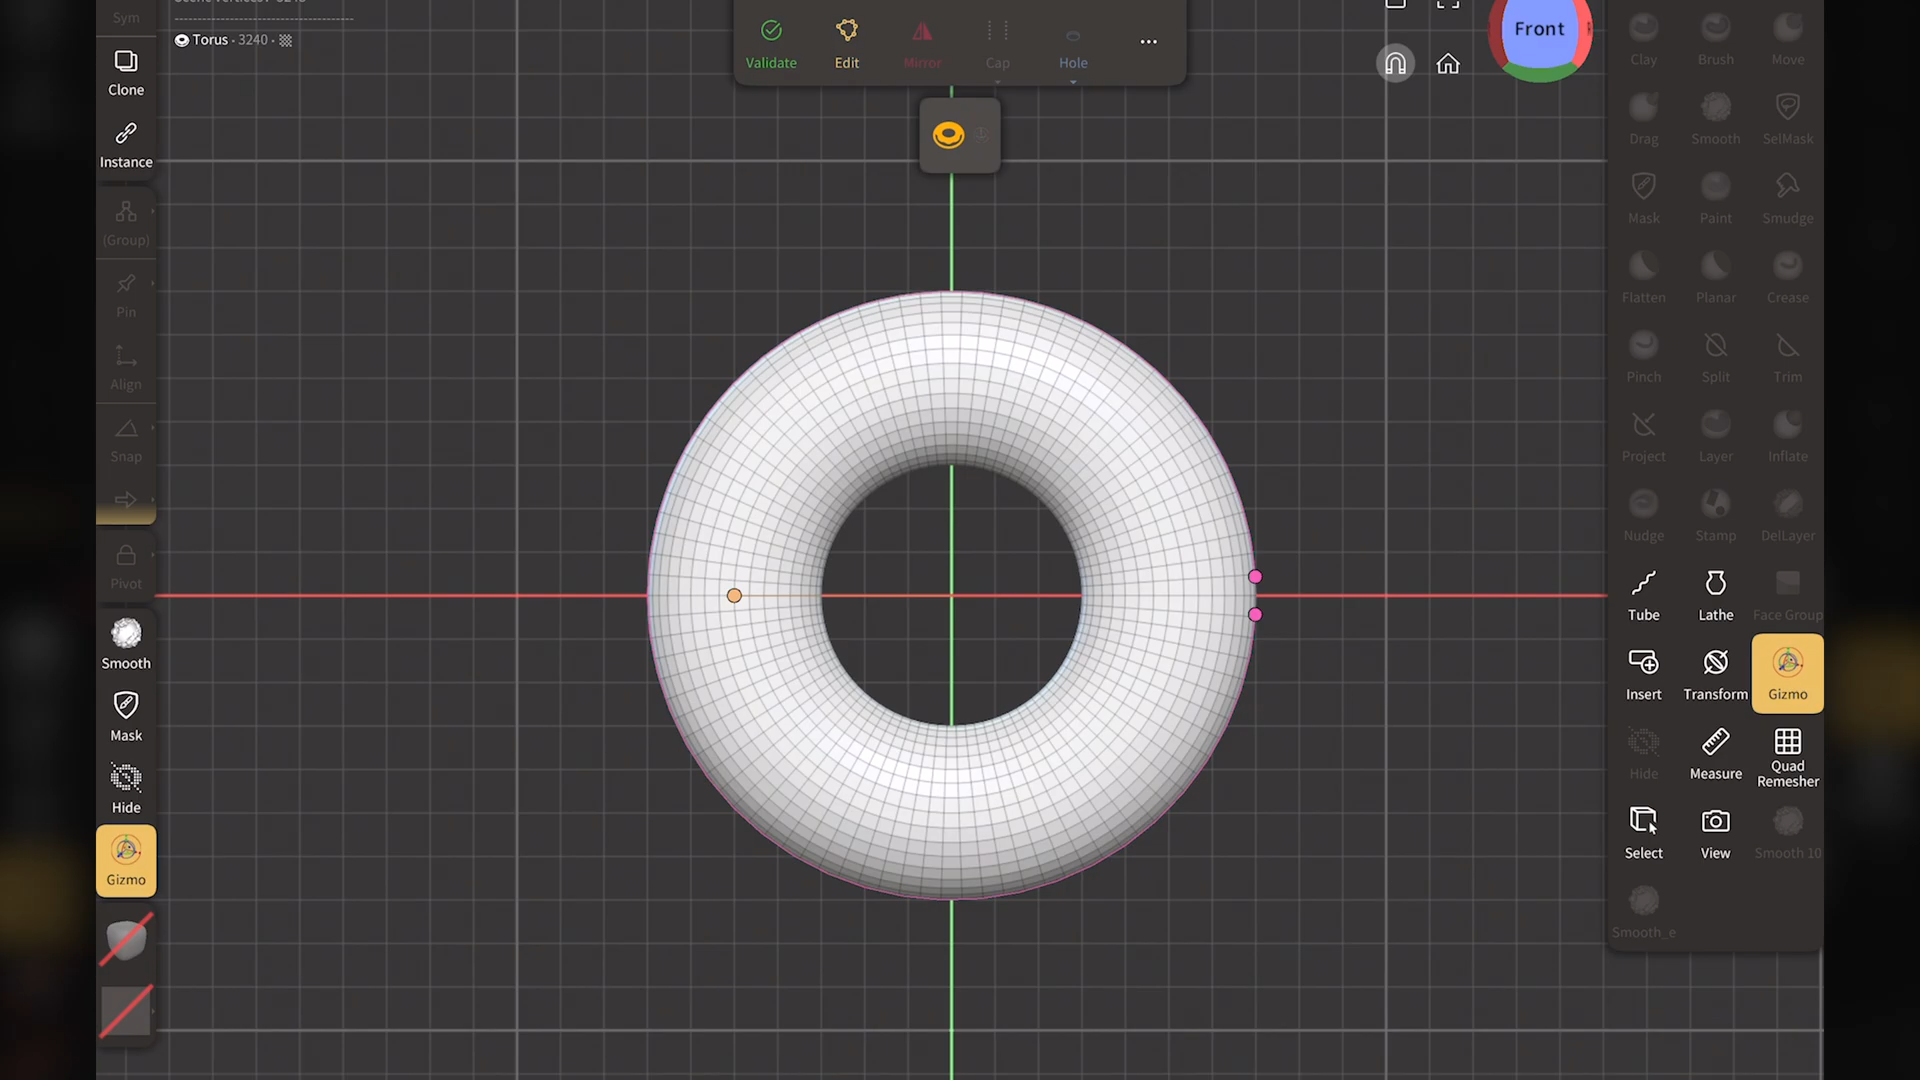 Sym
Clone
Instance
(Group)
Pin
Align
Snap
Pivot
Smooth
Mask
Hide
Gizmo
Torus · 3240 ·
Validate
Edit
Mirror
Cap
Hole
...
Front
Clay
Brush
Move
Drag
Smooth
SelMask
Mask
Paint
Smudge
Flatten
Planar
Crease
Pinch
Split
Trim
Project
Layer
Inflate
Nudge
Stamp
DelLayer
Tube
Lathe
Face Group
Insert
Transform
Gizmo
Hide
Measure
Quad
Remesher
Select
View
Smooth 10
Smooth_e